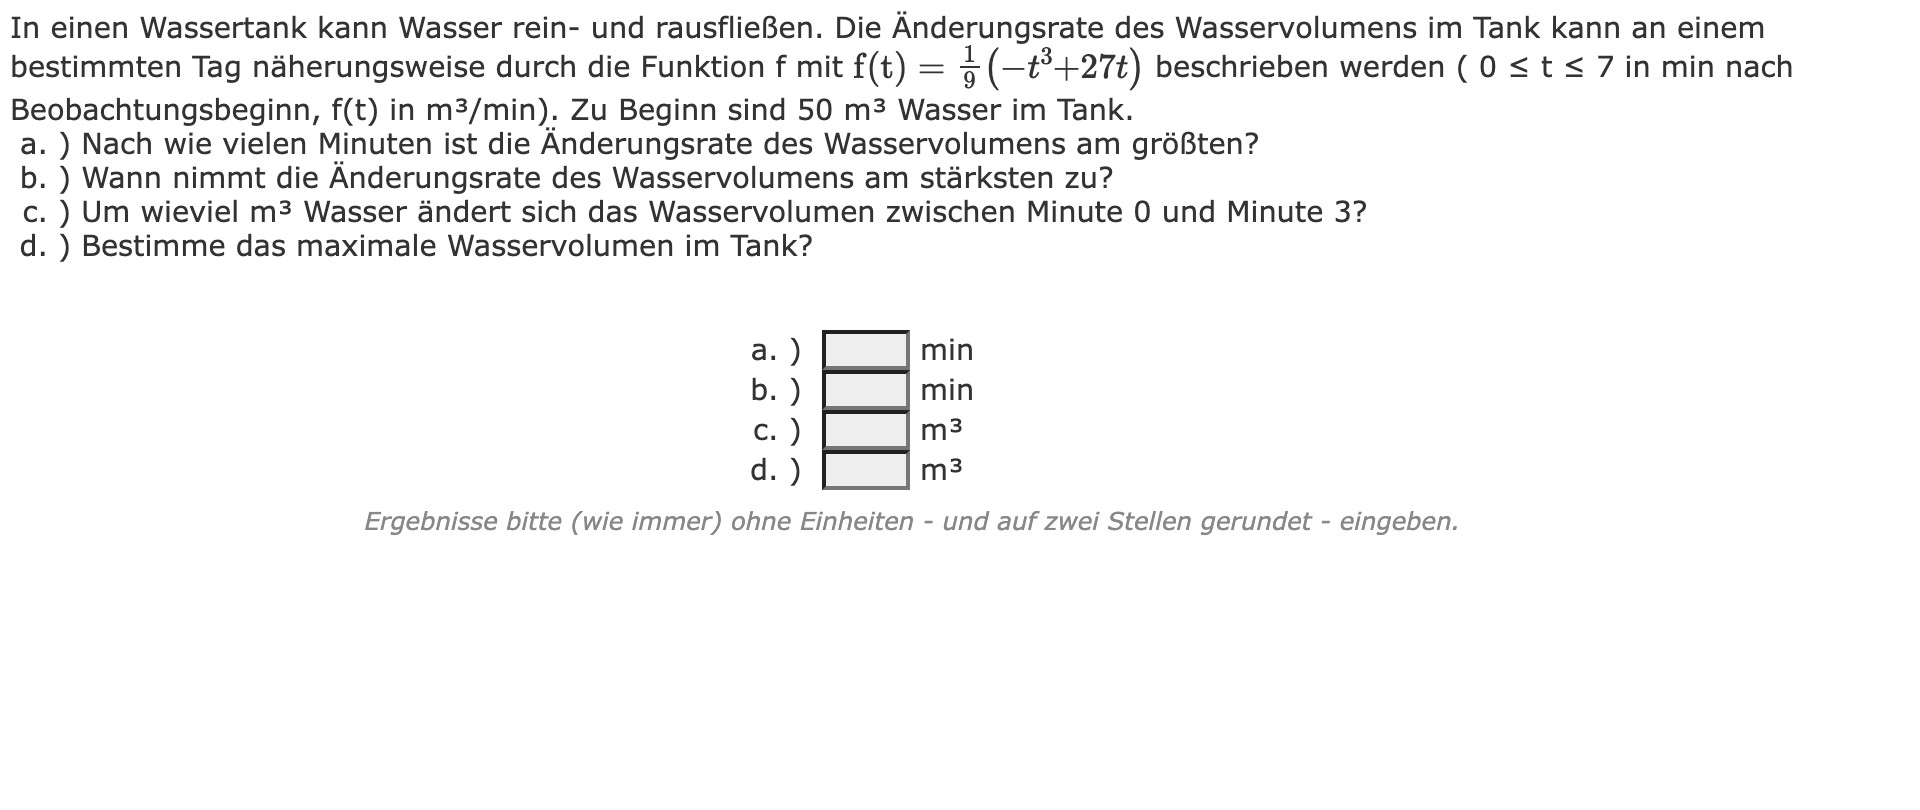 In einen Wassertank kann Wasser rein- und rausfließen. Die Änderungsrate des Wasservolumens im Tank kann an einem
bestimmten Tag näherungsweise durch die Funktion f mit f(t) = 1/9 (−t³+27t) beschrieben werden ( 0 ≤ t ≤ 7 in min nach
Beobachtungsbeginn, f(t) in m³/min). Zu Beginn sind 50 m³ Wasser im Tank.
a. ) Nach wie vielen Minuten ist die Änderungsrate des Wasservolumens am größten?
b. ) Wann nimmt die Änderungsrate des Wasservolumens am stärksten zu?
c. ) Um wieviel m³ Wasser ändert sich das Wasservolumen zwischen Minute 0 und Minute 3?
d. ) Bestimme das maximale Wasservolumen im Tank?
a. ) min
b. ) min
c. ) m³
d. ) m³
Ergebnisse bitte (wie immer) ohne Einheiten - und auf zwei Stellen gerundet - eingeben.